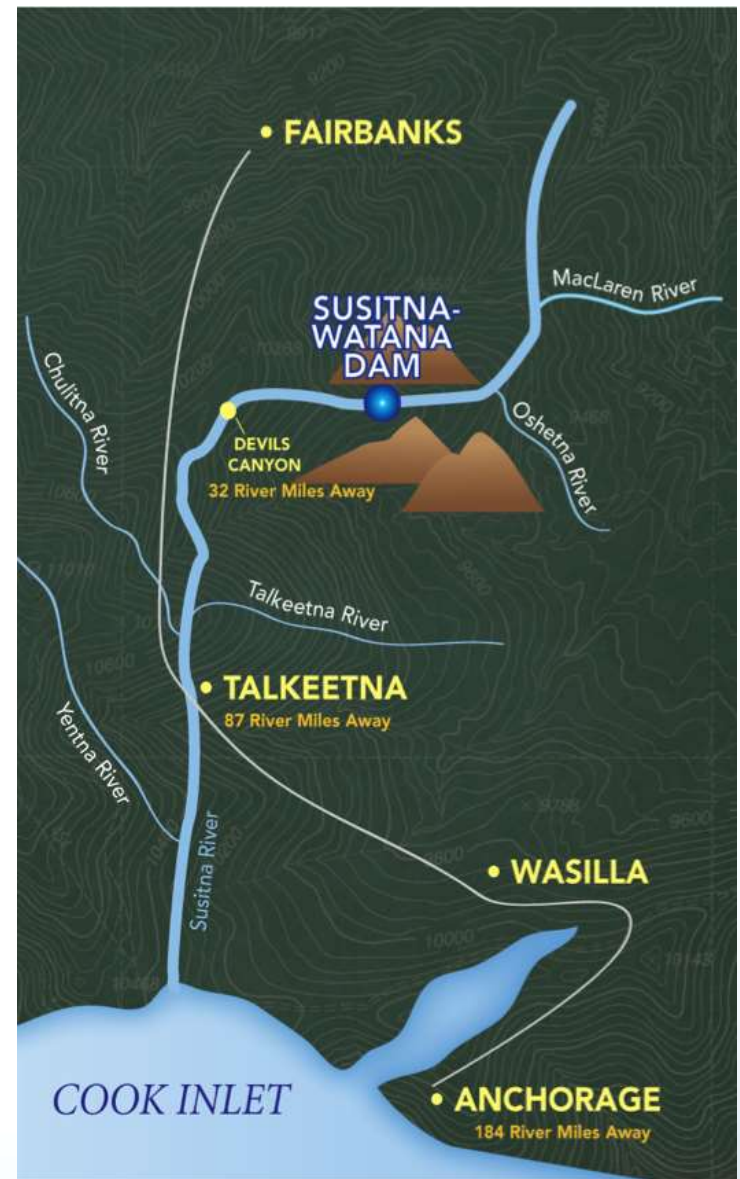 FAIRBANKS
MacLaren River
SUSITNA-
WATANA
DAM
Chulitna River
Oshetna River
DEVILS
CANYON
32 River Miles Away
Talkeetna River
TALKEETNA
87 River Miles Away
Yentna River
Susitna River
WASILLA
COOK INLET
ANCHORAGE
184 River Miles Away